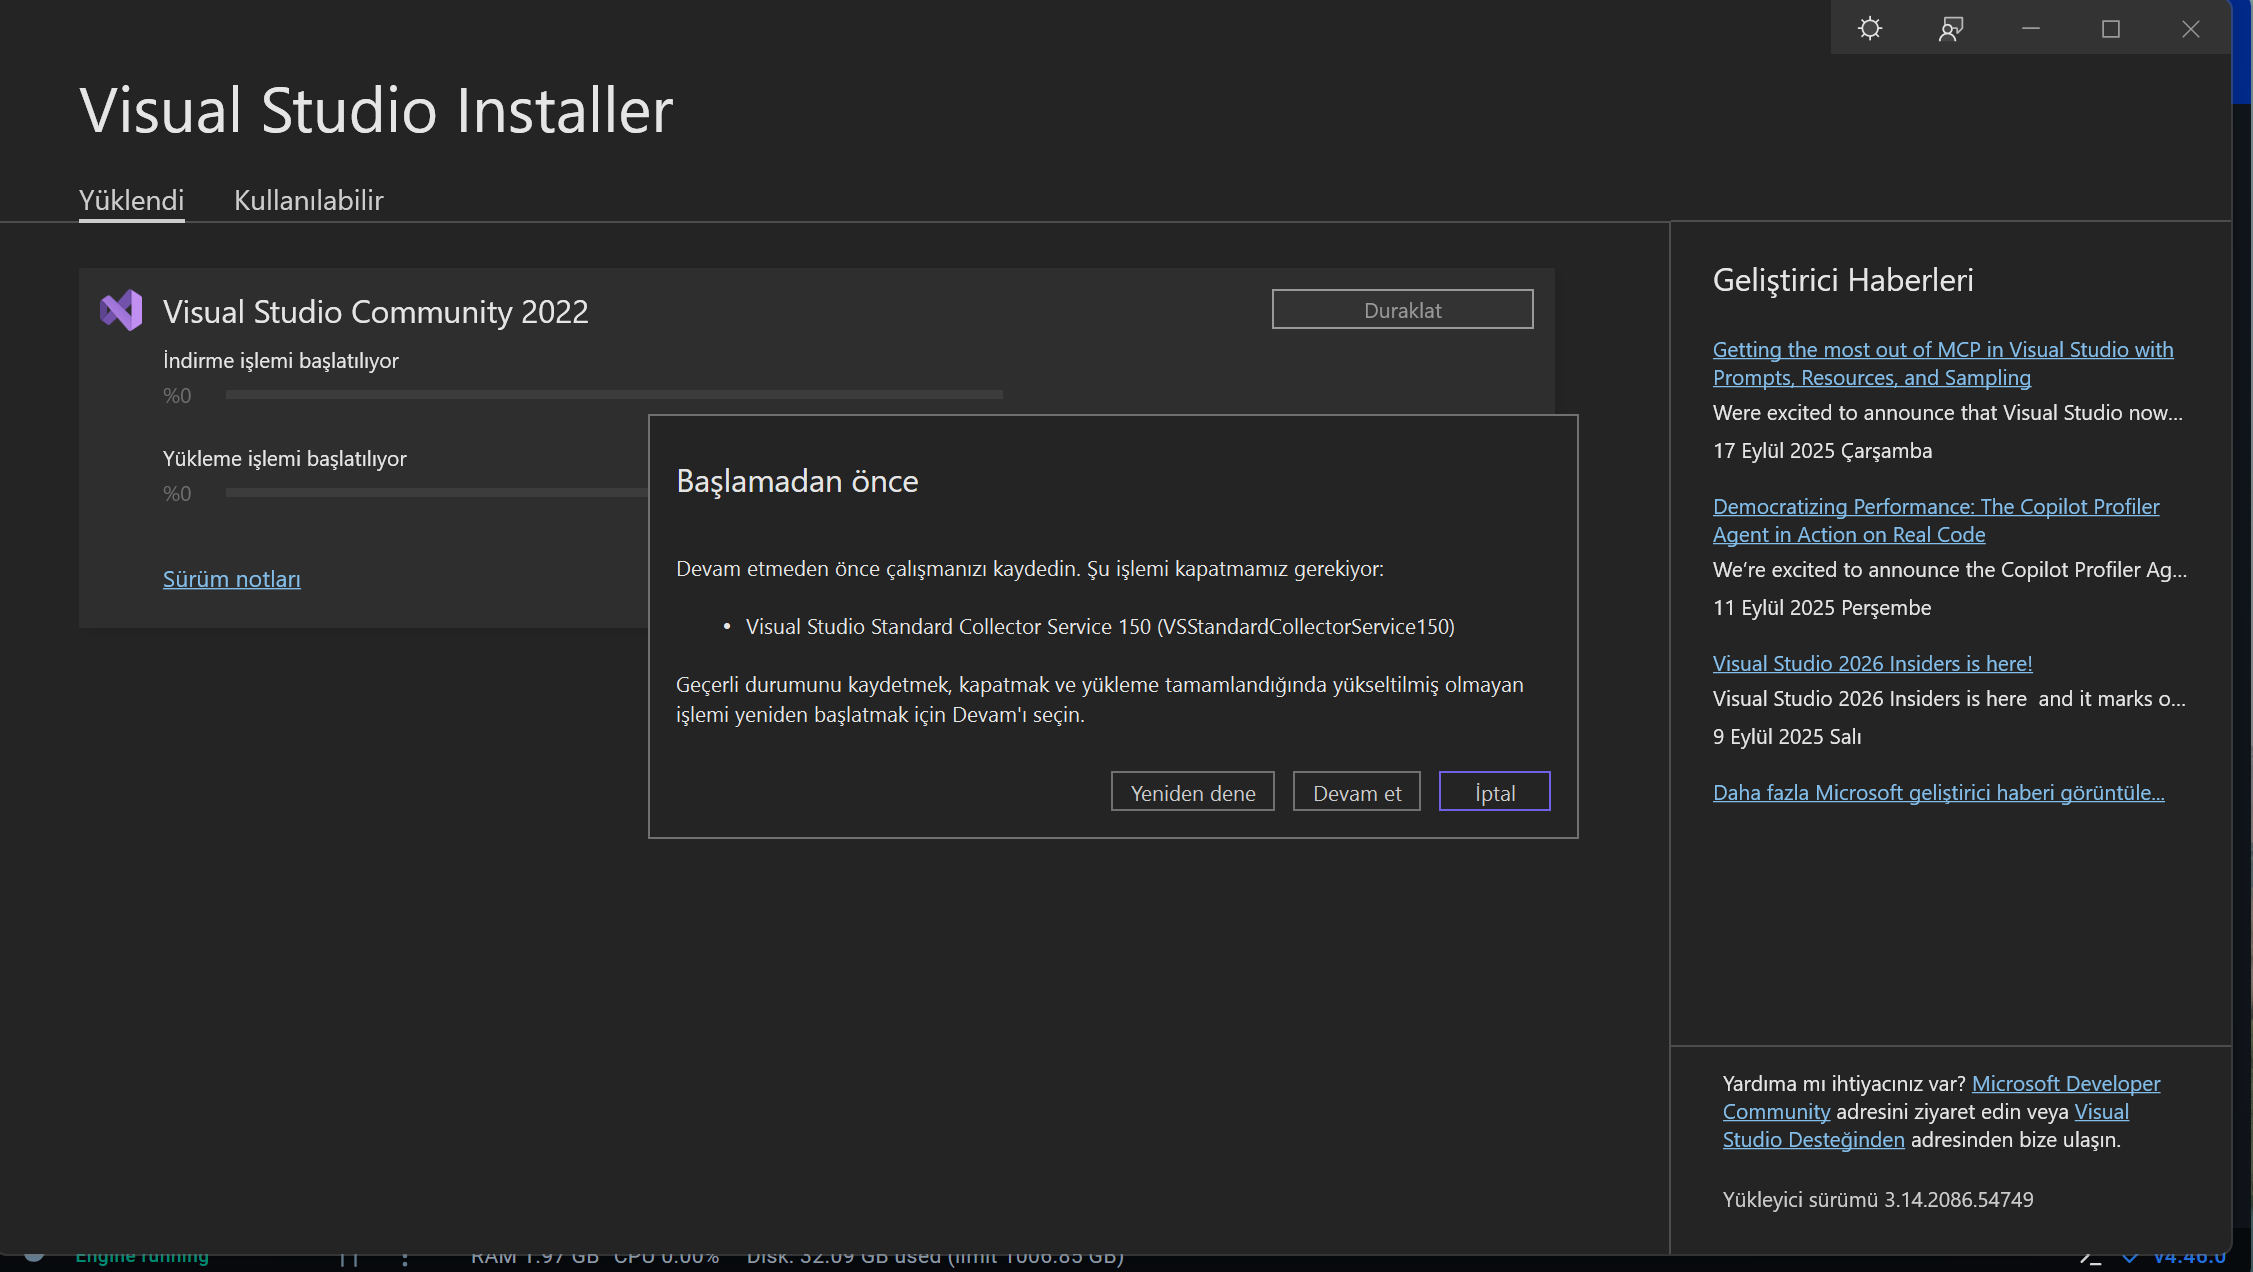 Visual Studio Installer
Yüklendi
Kullanılabilir
Visual Studio Community 2022
Duraklat
İndirme işlemi başlatılıyor
%0
Yükleme işlemi başlatılıyor
%0
Sürüm notları
Başlamadan önce
Devam etmeden önce çalışmanızı kaydedin. Şu işlemi kapatmamız gerekiyor:
• Visual Studio Standard Collector Service 150 (VSStandardCollectorService150)
Geçerli durumunu kaydetmek, kapatmak ve yükleme tamamlandığında yükseltilmiş olmayan
işlemi yeniden başlatmak için Devam'ı seçin.
Yeniden dene
Devam et
İptal
Geliştirici Haberleri
Getting the most out of MCP in Visual Studio with
Prompts, Resources, and Sampling
Were excited to announce that Visual Studio now...
17 Eylül 2025 Çarşamba
Democratizing Performance: The Copilot Profiler
Agent in Action on Real Code
We’re excited to announce the Copilot Profiler Ag...
11 Eylül 2025 Perşembe
Visual Studio 2026 Insiders is here!
Visual Studio 2026 Insiders is here  and it marks o...
9 Eylül 2025 Salı
Daha fazla Microsoft geliştirici haberi görüntüle...
Yardıma mı ihtiyacınız var? Microsoft Developer
Community adresini ziyaret edin veya Visual
Studio Desteğinden adresinden bize ulaşın.
Yükleyici sürümü 3.14.2086.54749
Engine running
RAM 1.97 GB CPU 0.00% Disk: 32.09 GB used (limit 1006.85 GB)
v4.46.0